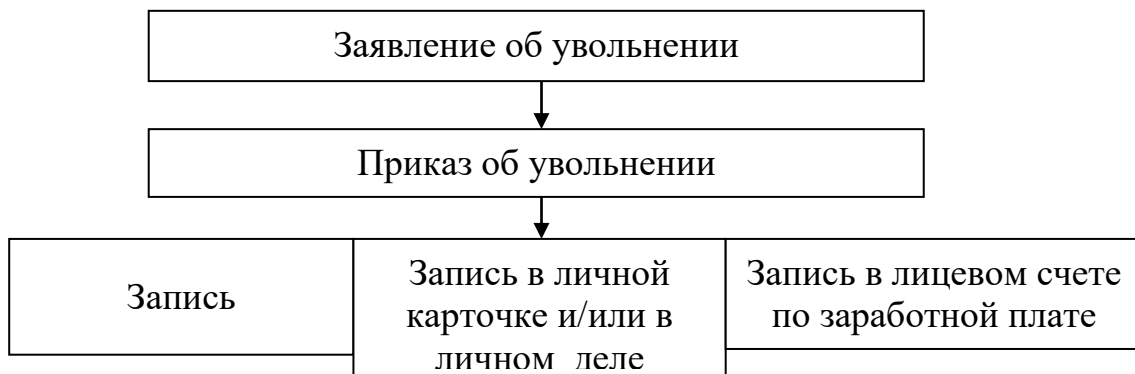 Заявление об увольнении
Приказ об увольнении
Запись
Запись в личной
карточке и/или в
личном деле
Запись в лицевом счете
по заработной плате